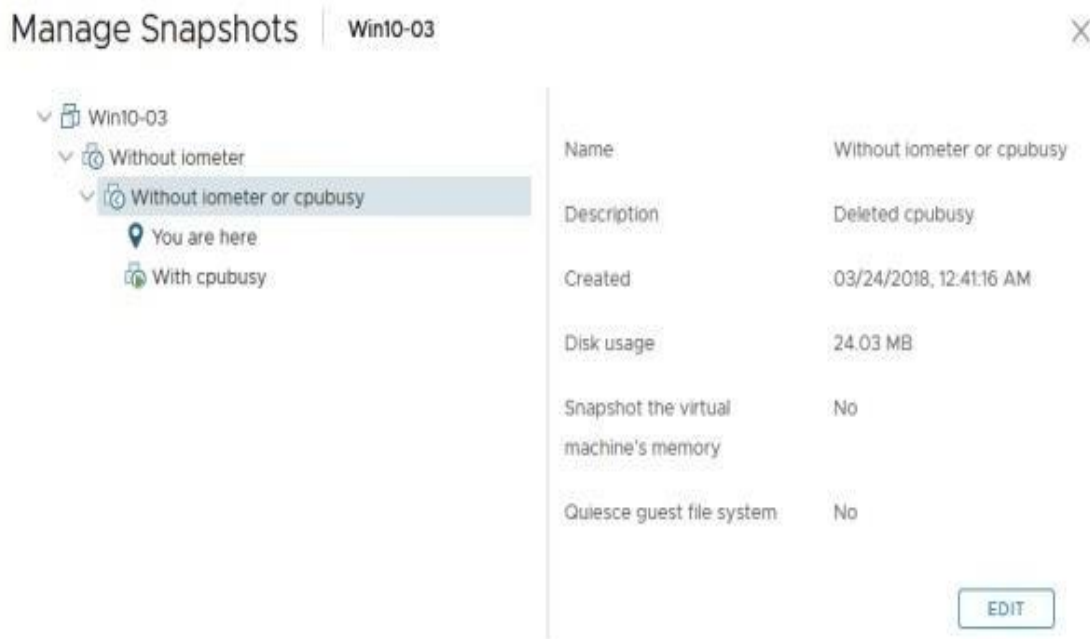 Manage Snapshots Win10-03
Win10-03
Without iometer
Without iometer or cpubusy
You are here
With cpubusy
Name Without iometer or cpubusy
Description Deleted cpubusy
Created 03/24/2018, 12:41:16 AM
Disk usage 24.03 MB
Snapshot the virtual No
machine's memory
Quiesce guest file system No
EDIT